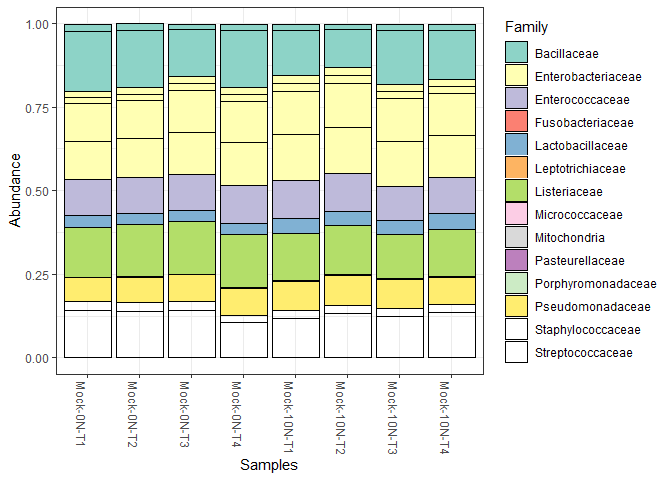 1.00
0.75
0.50
0.25
0.00
Abundance
Mock-0N-T1
Mock-0N-T2
Mock-0N-T3
Mock-0N-T4
Mock-10N-T1
Mock-10N-T2
Mock-10N-T3
Mock-10N-T4
Samples
Family
Bacillaceae
Enterobacteriaceae
Enterococcaceae
Fusobacteriaceae
Lactobacillaceae
Leptotrichiaceae
Listeriaceae
Micrococcaceae
Mitochondria
Pasteurellaceae
Porphyromonadaceae
Pseudomonadaceae
Staphylococcaceae
Streptococcaceae